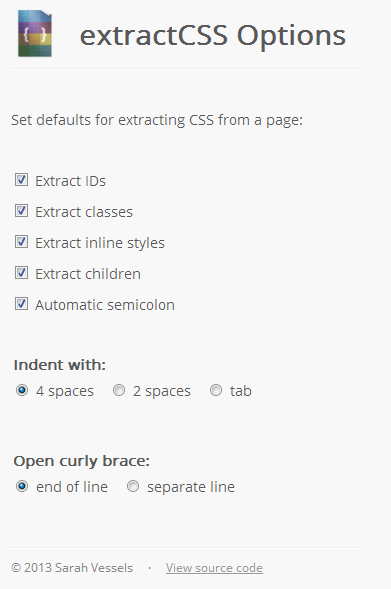 { }
extractCSS Options
Set defaults for extracting CSS from a page:
Extract IDs
Extract classes
Extract inline styles
Extract children
Automatic semicolon
Indent with:
4 spaces 2 spaces tab
Open curly brace:
end of line separate line
© 2013 Sarah Vessels · View source code